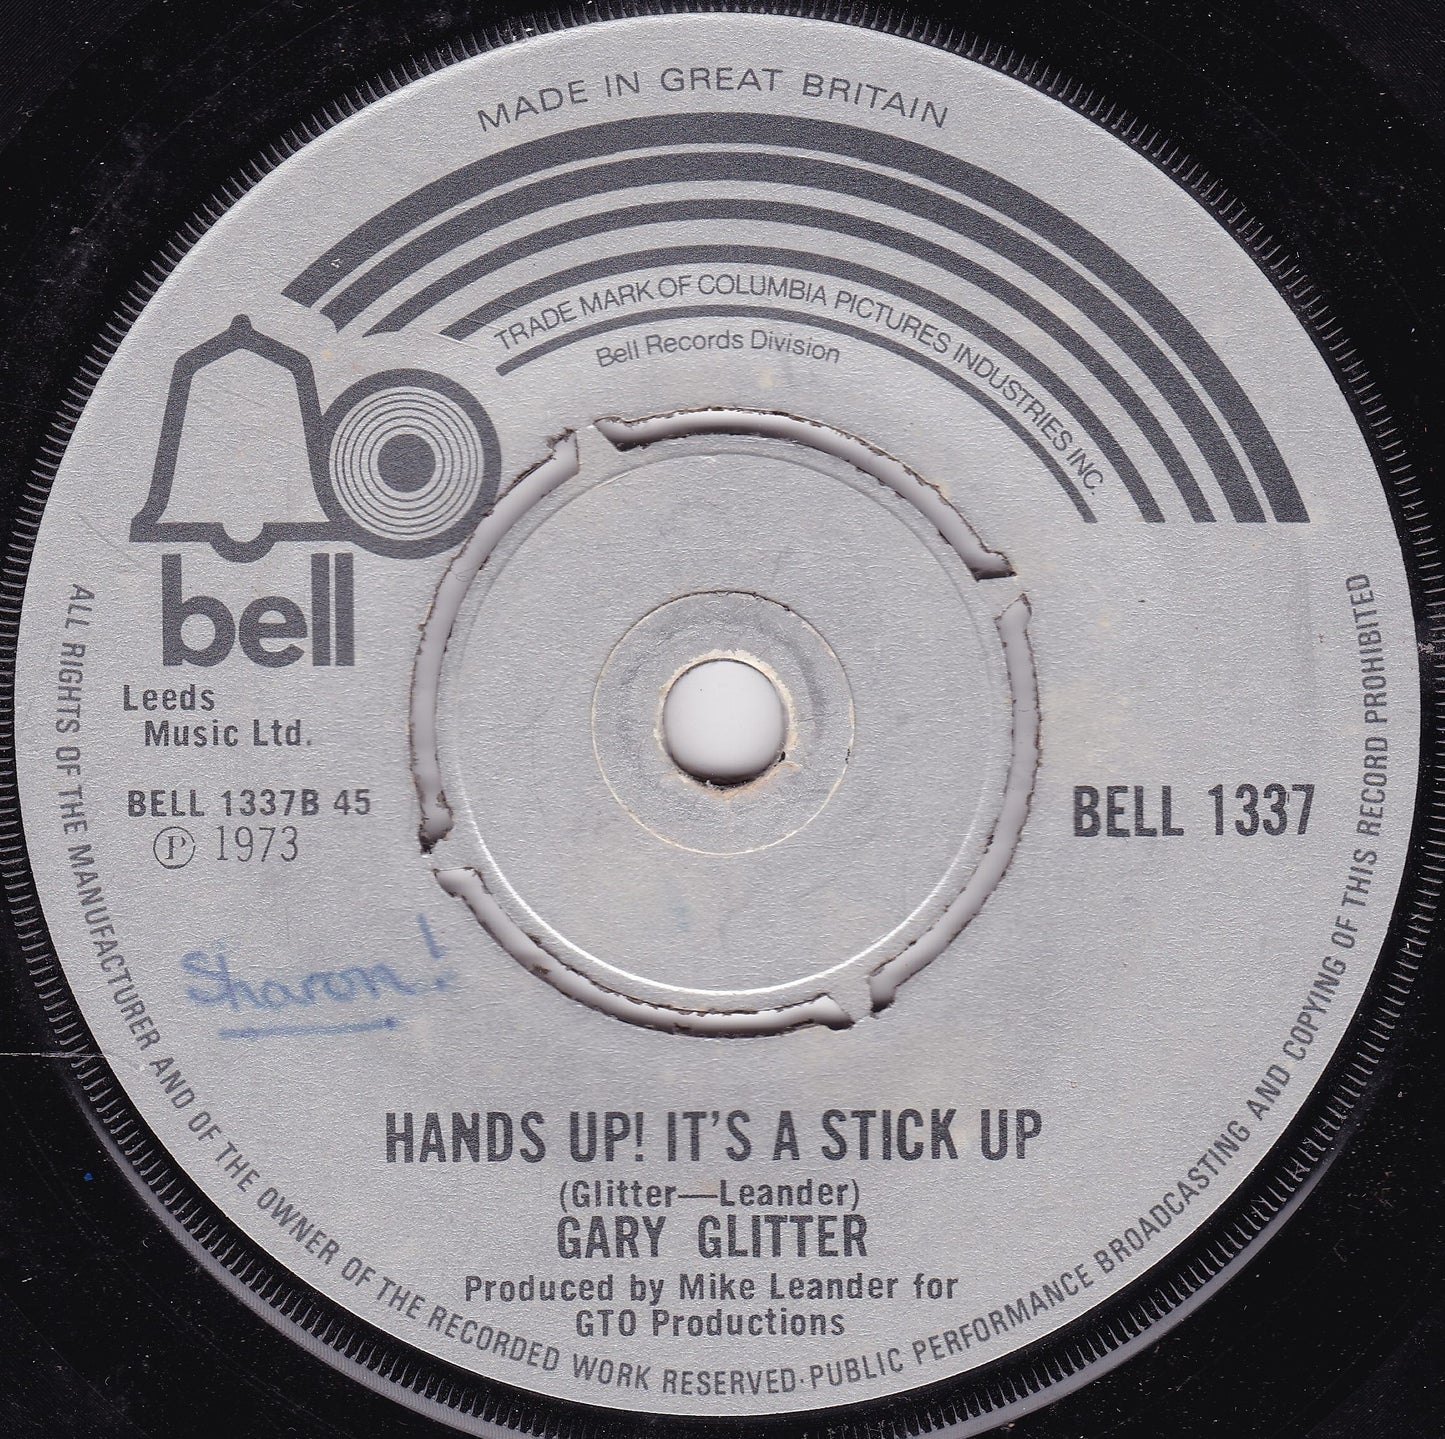 MADE IN GREAT BRITAIN
TRADE MARK OF COLUMBIA PICTURES INDUSTRIES INC.
Bell Records Division
bell
Leeds
Music Ltd.
BELL 1337B 45
Ⓟ 1973
BELL 1337
Sharon!
HANDS UP! IT'S A STICK UP
(Glitter—Leander)
GARY GLITTER
Produced by Mike Leander for
GTO Productions
ALL RIGHTS OF THE MANUFACTURER AND OF THE OWNER OF THE RECORDED WORK RESERVED·PUBLIC PERFORMANCE BROADCASTING AND COPYING OF THIS RECORD PROHIBITED